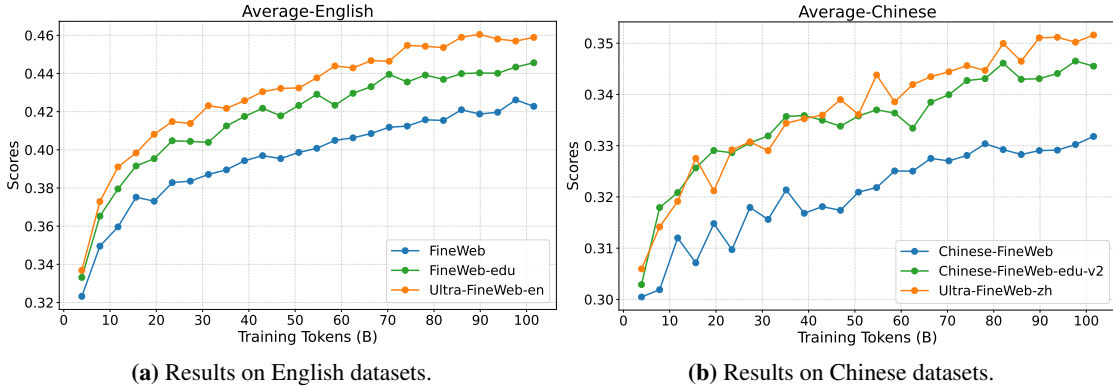 Average-English
0.46
0.44
0.42
0.40
0.38
0.36
0.34
0.32
Scores
0 10 20 30 40 50 60 70 80 90 100
Training Tokens (B)
FineWeb
FineWeb-edu
Ultra-FineWeb-en
(a) Results on English datasets.
Average-Chinese
0.35
0.34
0.33
0.32
0.31
0.30
Scores
0 10 20 30 40 50 60 70 80 90 100
Training Tokens (B)
Chinese-FineWeb
Chinese-FineWeb-edu-v2
Ultra-FineWeb-zh
(b) Results on Chinese datasets.